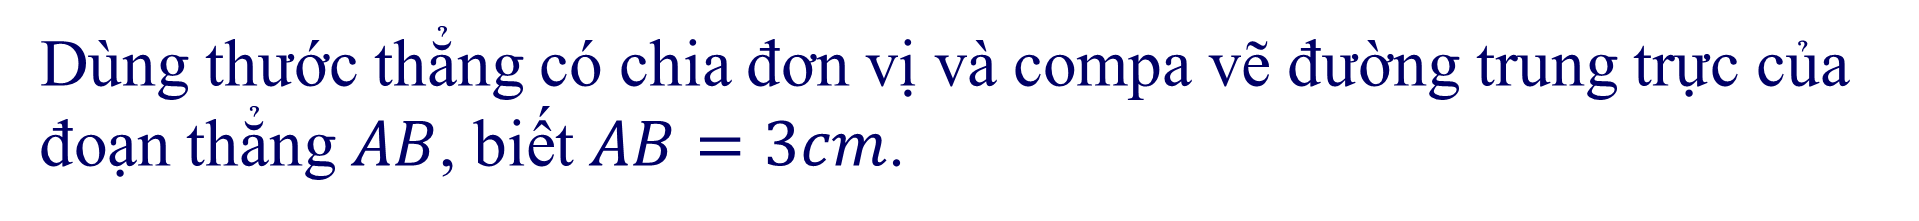 Dùng thước thẳng có chia đơn vị và compa vẽ đường trung trực của
đoạn thẳng AB, biết AB = 3cm.